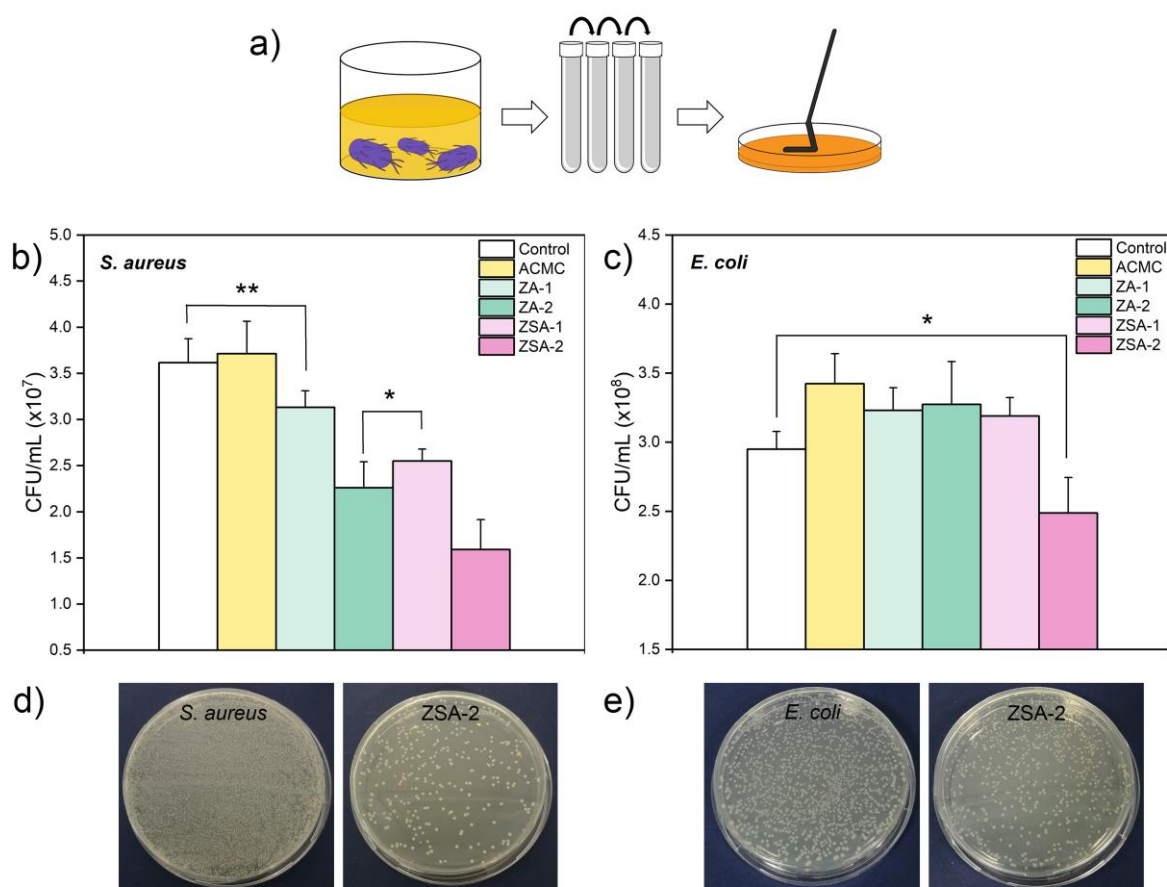 a)
b)
S. aureus
5.0
4.5
4.0
3.5
3.0
2.5
2.0
1.5
1.0
0.5
CFU/mL (x10⁷)
**
*
Control
ACMC
ZA-1
ZA-2
ZSA-1
ZSA-2
c)
E. coli
4.5
4.0
3.5
3.0
2.5
2.0
1.5
CFU/mL (x10⁸)
*
Control
ACMC
ZA-1
ZA-2
ZSA-1
ZSA-2
d)
S. aureus
ZSA-2
e)
E. coli
ZSA-2